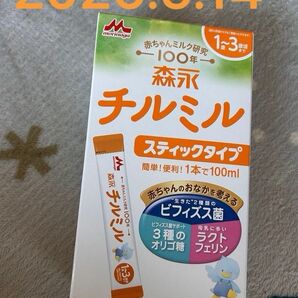 2026.3.14
morinaga
赤ちゃんミルク研究
100年
1才~3歳頃まで
森永
チルミル
スティックタイプ
簡単!便利!1本で100ml
赤ちゃんのおなかを考える
"生きた"2種類の
ビフィズス菌
ビフィズス菌サポート
3種の
オリゴ糖
母乳に多い
ラクト
フェリン
森永
チルミル